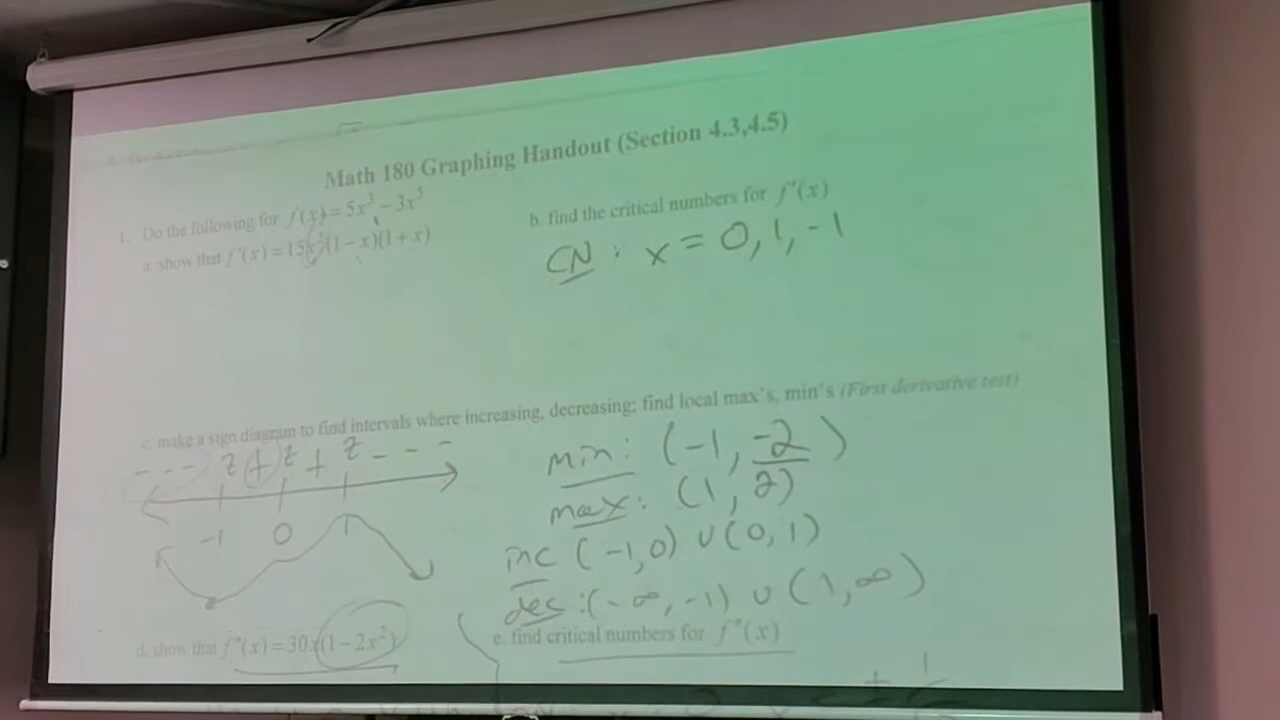 Math 180 Graphing Handout (Section 4.3,4.5)
1. Do the following for f(x) = 5x³ − 3x⁵
a. show that f'(x) = 15x²(1 − x)(1 + x)
b. find the critical numbers for f'(x)
CN : x = 0, 1, -1
c. make a sign diagram to find intervals where increasing, decreasing; find local max's, min's (First derivative test)
- - - z + z + z - - -
-1 0 1
min: (-1, -2)
max: (1, 2)
inc (-1, 0) ∪ (0, 1)
des: (-∞, -1) ∪ (1, ∞)
d. show that f''(x) = 30x(1 − 2x²)
e. find critical numbers for f''(x)